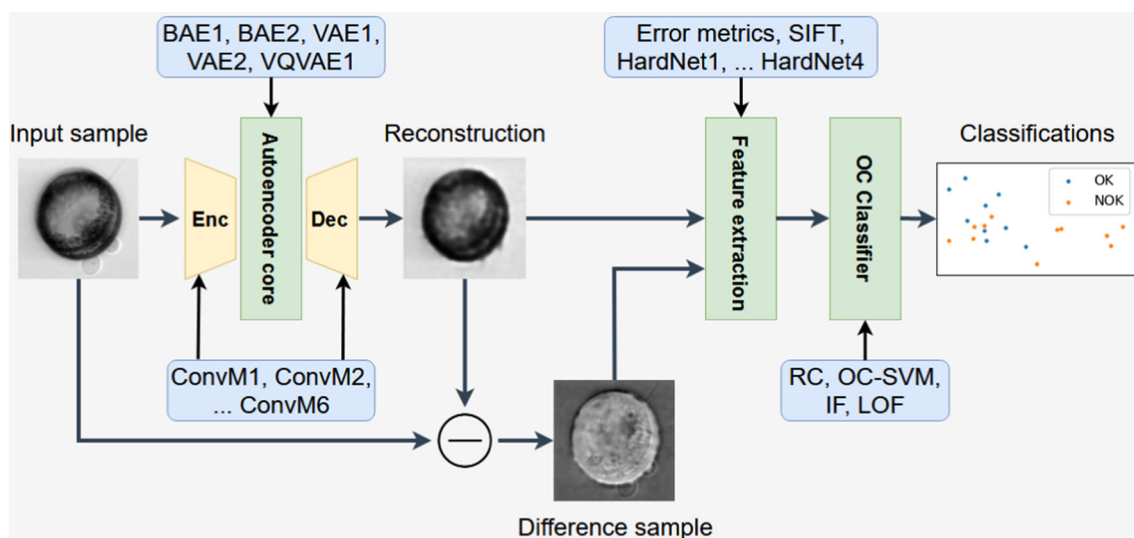 BAE1, BAE2, VAE1,
VAE2, VQVAE1
Error metrics, SIFT,
HardNet1, ... HardNet4
Input sample
Enc
Autoencoder core
Dec
Reconstruction
Feature extraction
OC Classifier
Classifications
OK
NOK
ConvM1, ConvM2,
... ConvM6
RC, OC-SVM,
IF, LOF
Difference sample